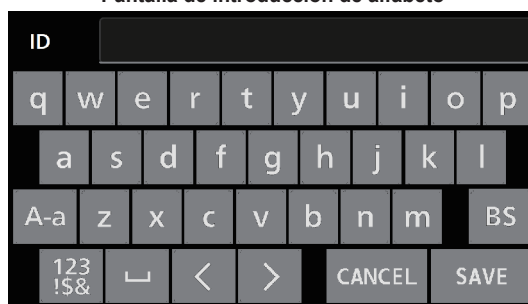 Pantalla de introducción de alfabeto
ID
q w e r t y u i o p
a s d f g h j k l
A-a z x c v b n m BS
123 !$& ⎵ < > CANCEL SAVE